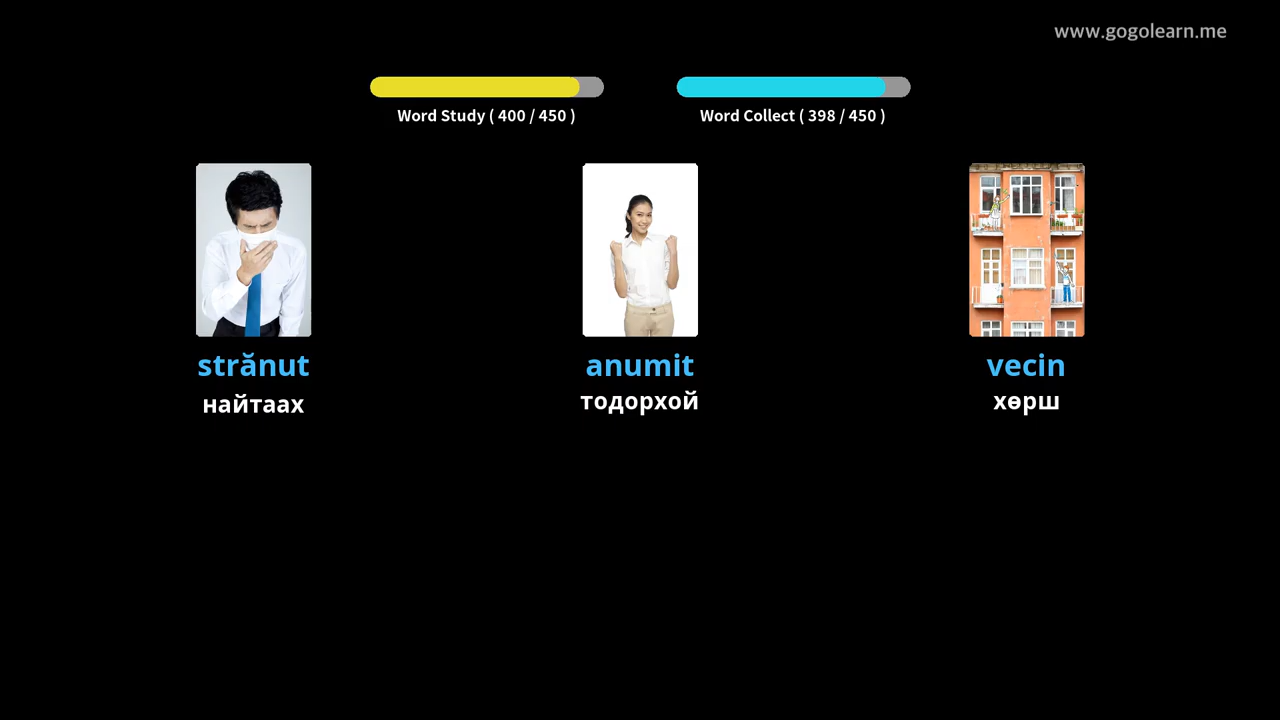 www.gogolearn.me
Word Study ( 400 / 450 )
Word Collect ( 398 / 450 )
strănut
найтаах
anumit
тодорхой
vecin
хөрш